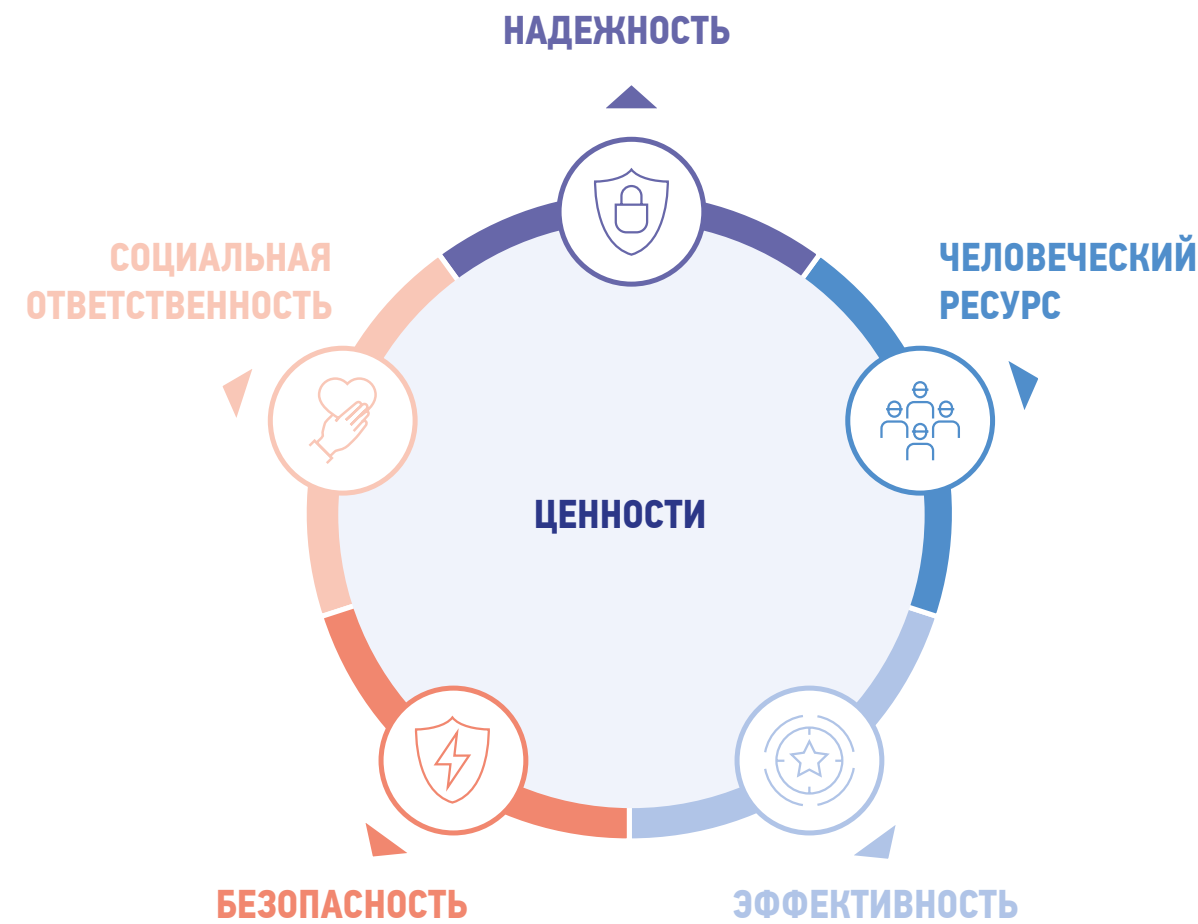 НАДЕЖНОСТЬ
СОЦИАЛЬНАЯ
ОТВЕТСТВЕННОСТЬ
ЧЕЛОВЕЧЕСКИЙ
РЕСУРС
ЦЕННОСТИ
БЕЗОПАСНОСТЬ
ЭФФЕКТИВНОСТЬ